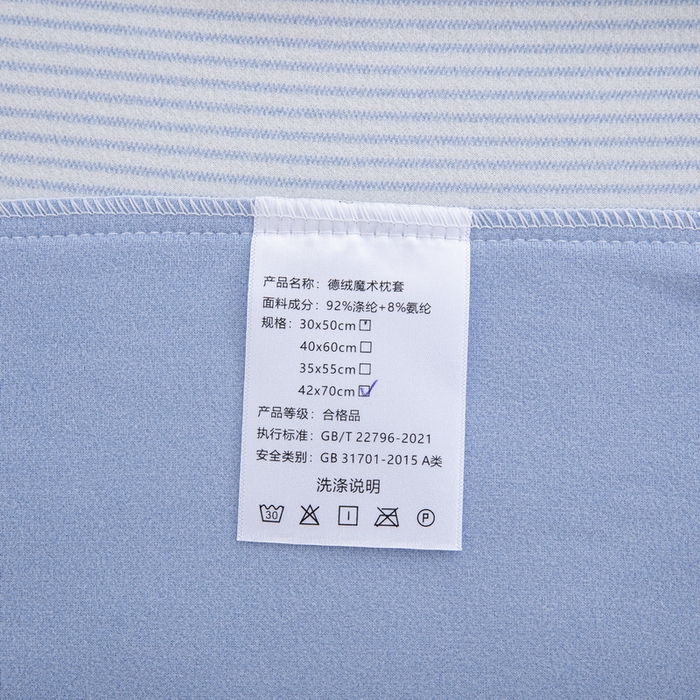 产品名称：德绒魔术枕套
面料成分：92%涤纶+8%氨纶
规格：30x50cm□
40x60cm□
35x55cm□
42x70cm☑
产品等级：合格品
执行标准：GB/T 22796-2021
安全类别：GB 31701-2015 A类
洗涤说明
30
P